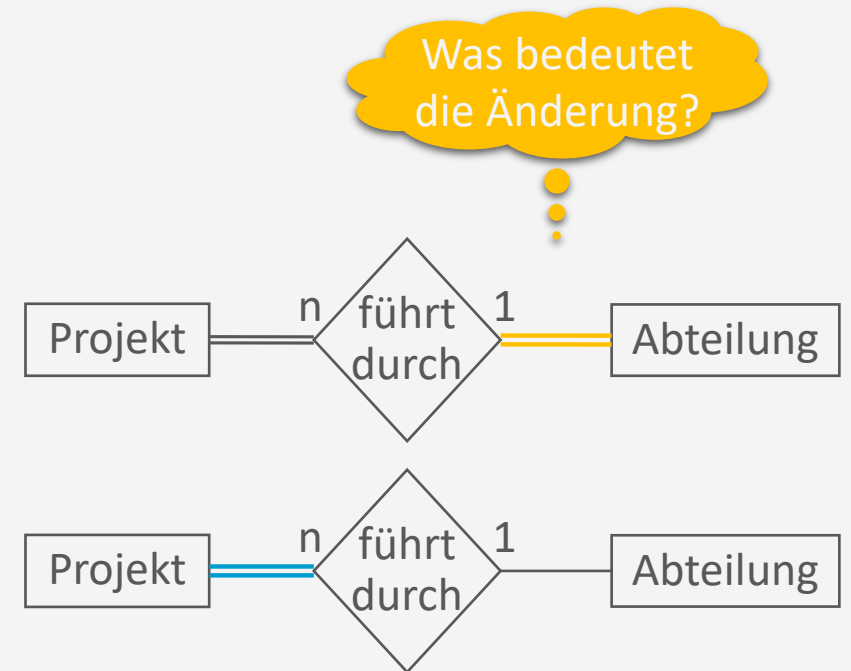 Was bedeutet
die Änderung?
Projekt
n
führt
durch
1
Abteilung
Projekt
n
führt
durch
1
Abteilung